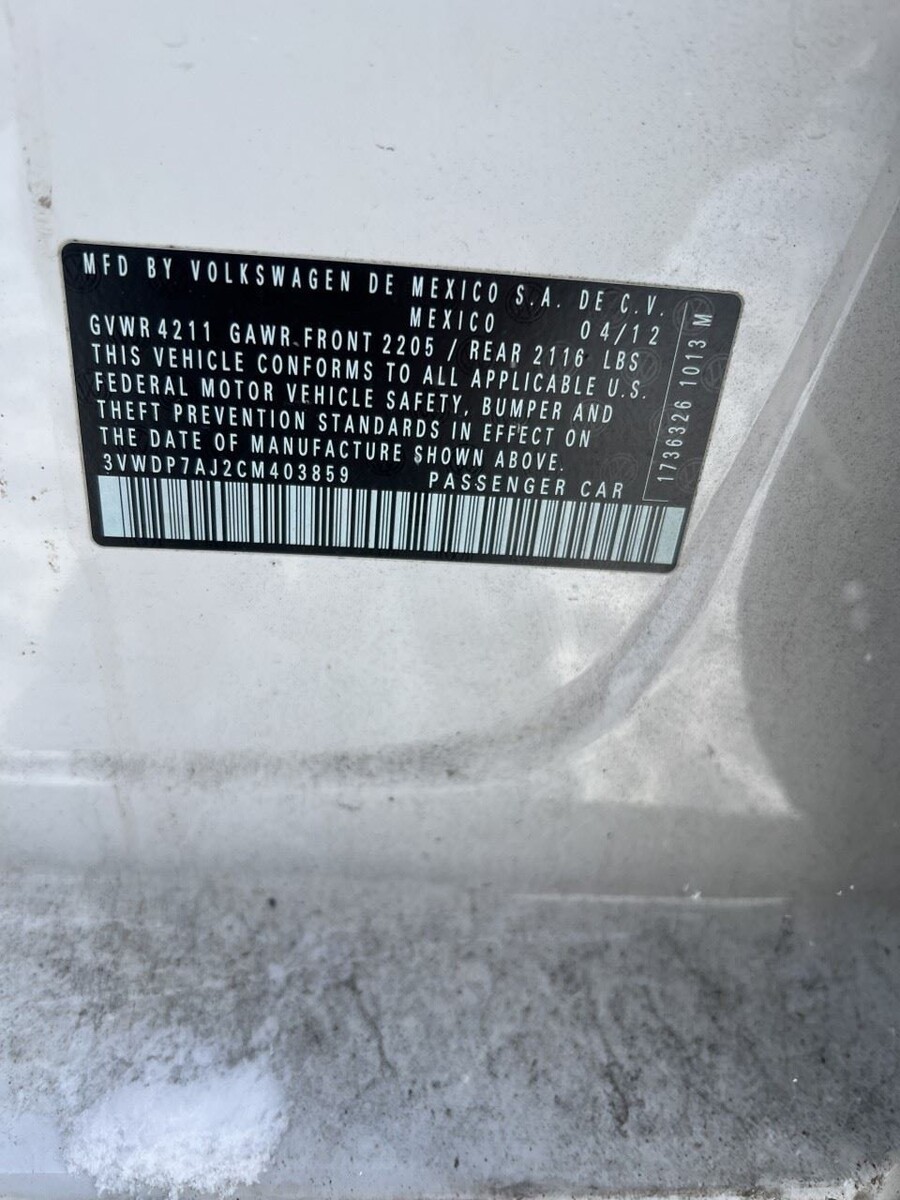 MFD BY VOLKSWAGEN DE MEXICO S.A. DE C.V.
MEXICO 04/12
GVWR 4211 GAWR FRONT 2205 / REAR 2116 LBS
THIS VEHICLE CONFORMS TO ALL APPLICABLE U.S.
FEDERAL MOTOR VEHICLE SAFETY, BUMPER AND
THEFT PREVENTION STANDARDS IN EFFECT ON
THE DATE OF MANUFACTURE SHOWN ABOVE.
3VWDP7AJ2CM403859 PASSENGER CAR
1736326 1013M